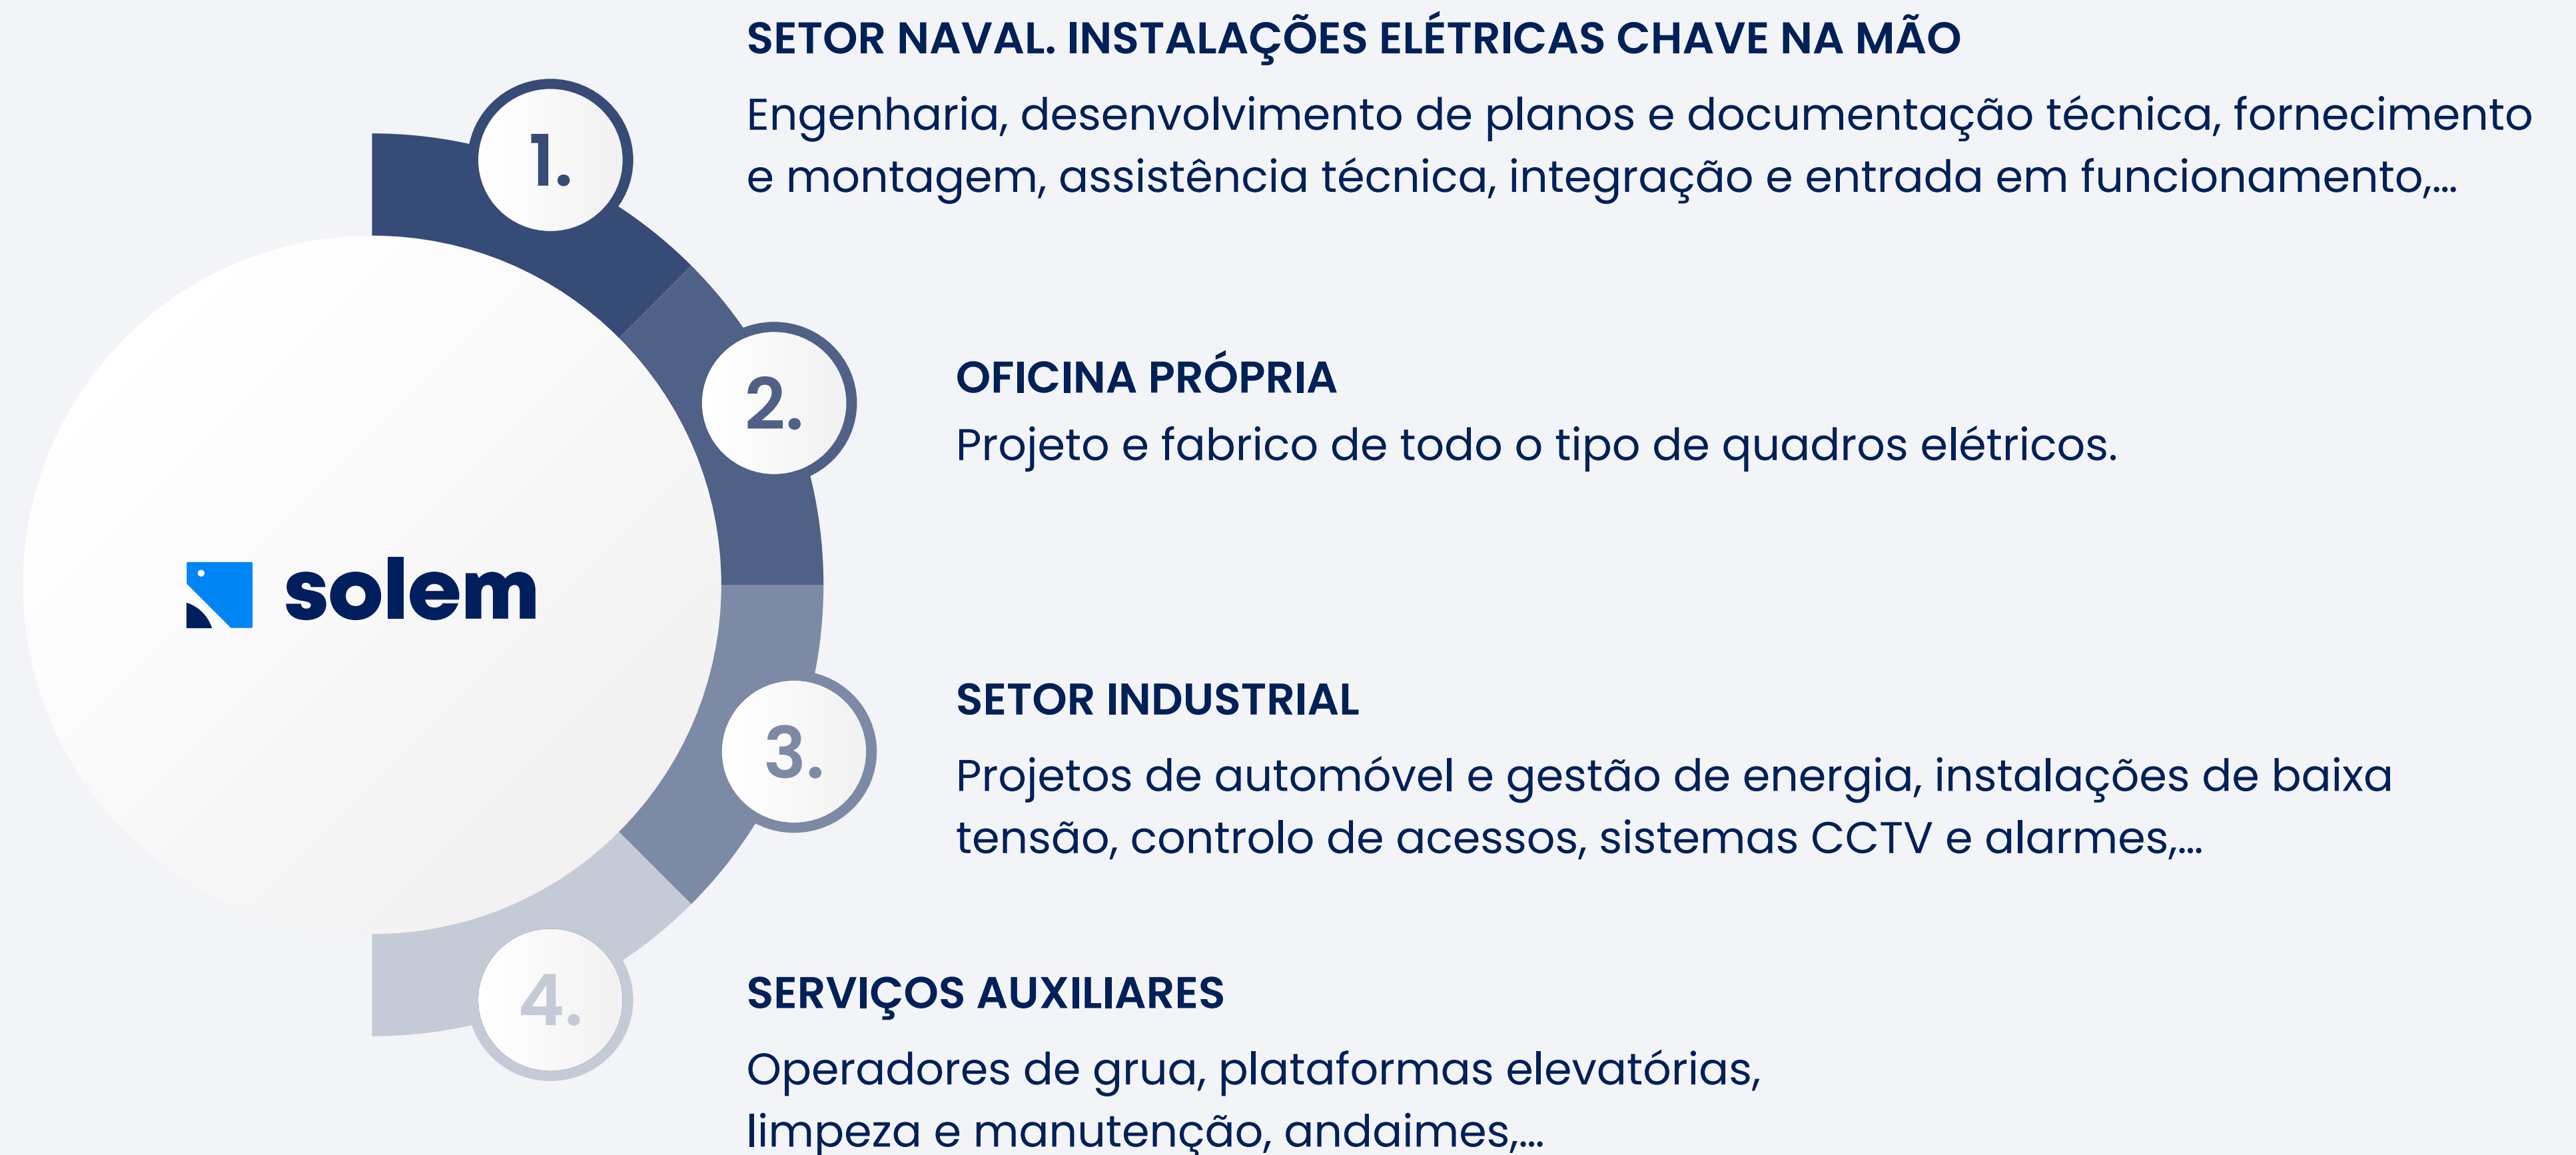 SETOR NAVAL. INSTALAÇÕES ELÉTRICAS CHAVE NA MÃO
Engenharia, desenvolvimento de planos e documentação técnica, fornecimento
e montagem, assistência técnica, integração e entrada em funcionamento,...
1.
OFICINA PRÓPRIA
Projeto e fabrico de todo o tipo de quadros elétricos.
2.
solem
SETOR INDUSTRIAL
Projetos de automóvel e gestão de energia, instalações de baixa
tensão, controlo de acessos, sistemas CCTV e alarmes,...
3.
SERVIÇOS AUXILIARES
Operadores de grua, plataformas elevatórias,
limpeza e manutenção, andaimes,...
4.